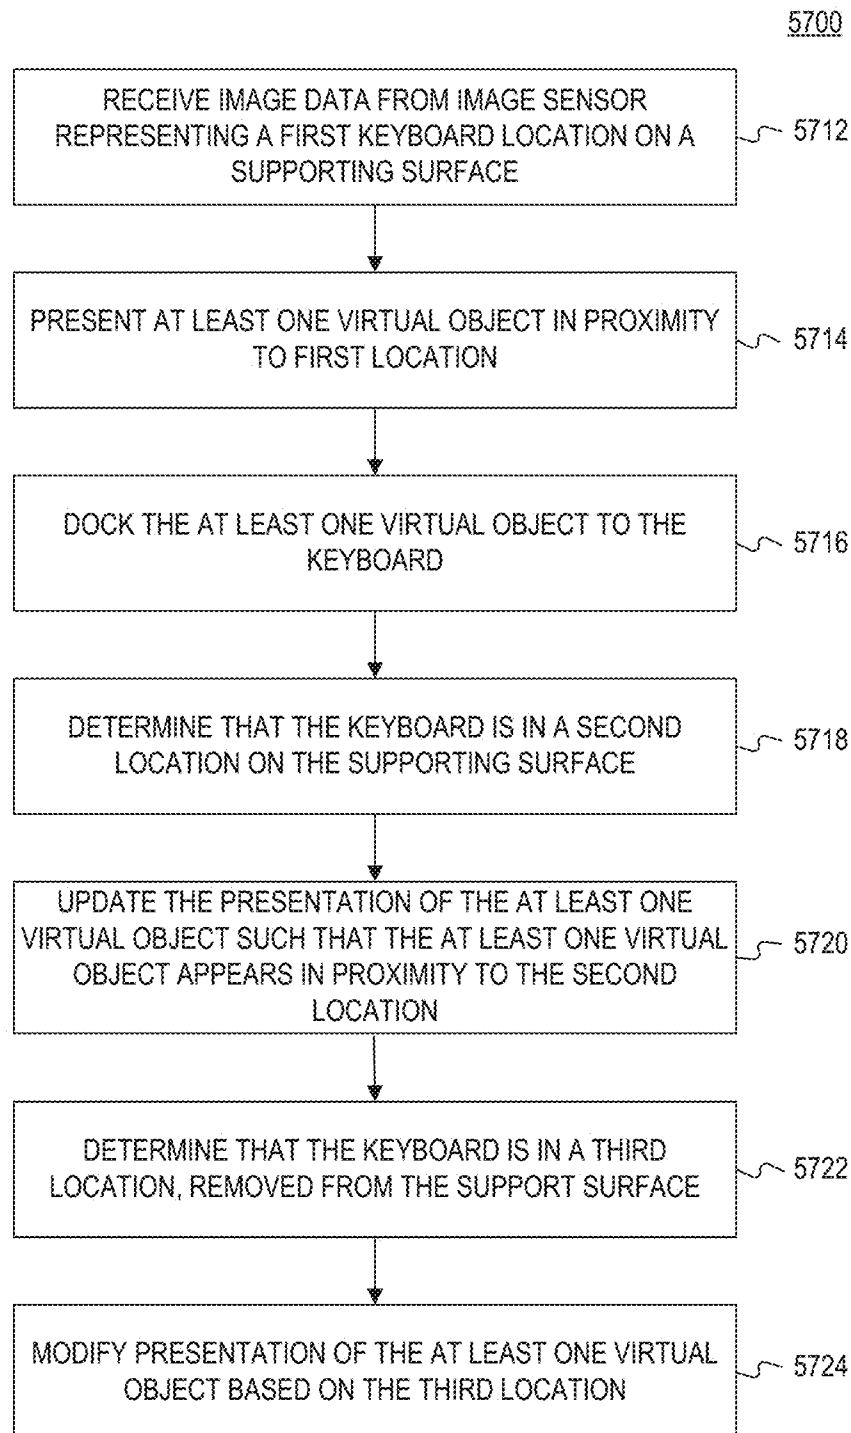 5700
RECEIVE IMAGE DATA FROM IMAGE SENSOR
REPRESENTING A FIRST KEYBOARD LOCATION ON A
SUPPORTING SURFACE
5712
PRESENT AT LEAST ONE VIRTUAL OBJECT IN PROXIMITY
TO FIRST LOCATION
5714
DOCK THE AT LEAST ONE VIRTUAL OBJECT TO THE
KEYBOARD
5716
DETERMINE THAT THE KEYBOARD IS IN A SECOND
LOCATION ON THE SUPPORTING SURFACE
5718
UPDATE THE PRESENTATION OF THE AT LEAST ONE
VIRTUAL OBJECT SUCH THAT THE AT LEAST ONE VIRTUAL
OBJECT APPEARS IN PROXIMITY TO THE SECOND
LOCATION
5720
DETERMINE THAT THE KEYBOARD IS IN A THIRD
LOCATION, REMOVED FROM THE SUPPORT SURFACE
5722
MODIFY PRESENTATION OF THE AT LEAST ONE VIRTUAL
OBJECT BASED ON THE THIRD LOCATION
5724